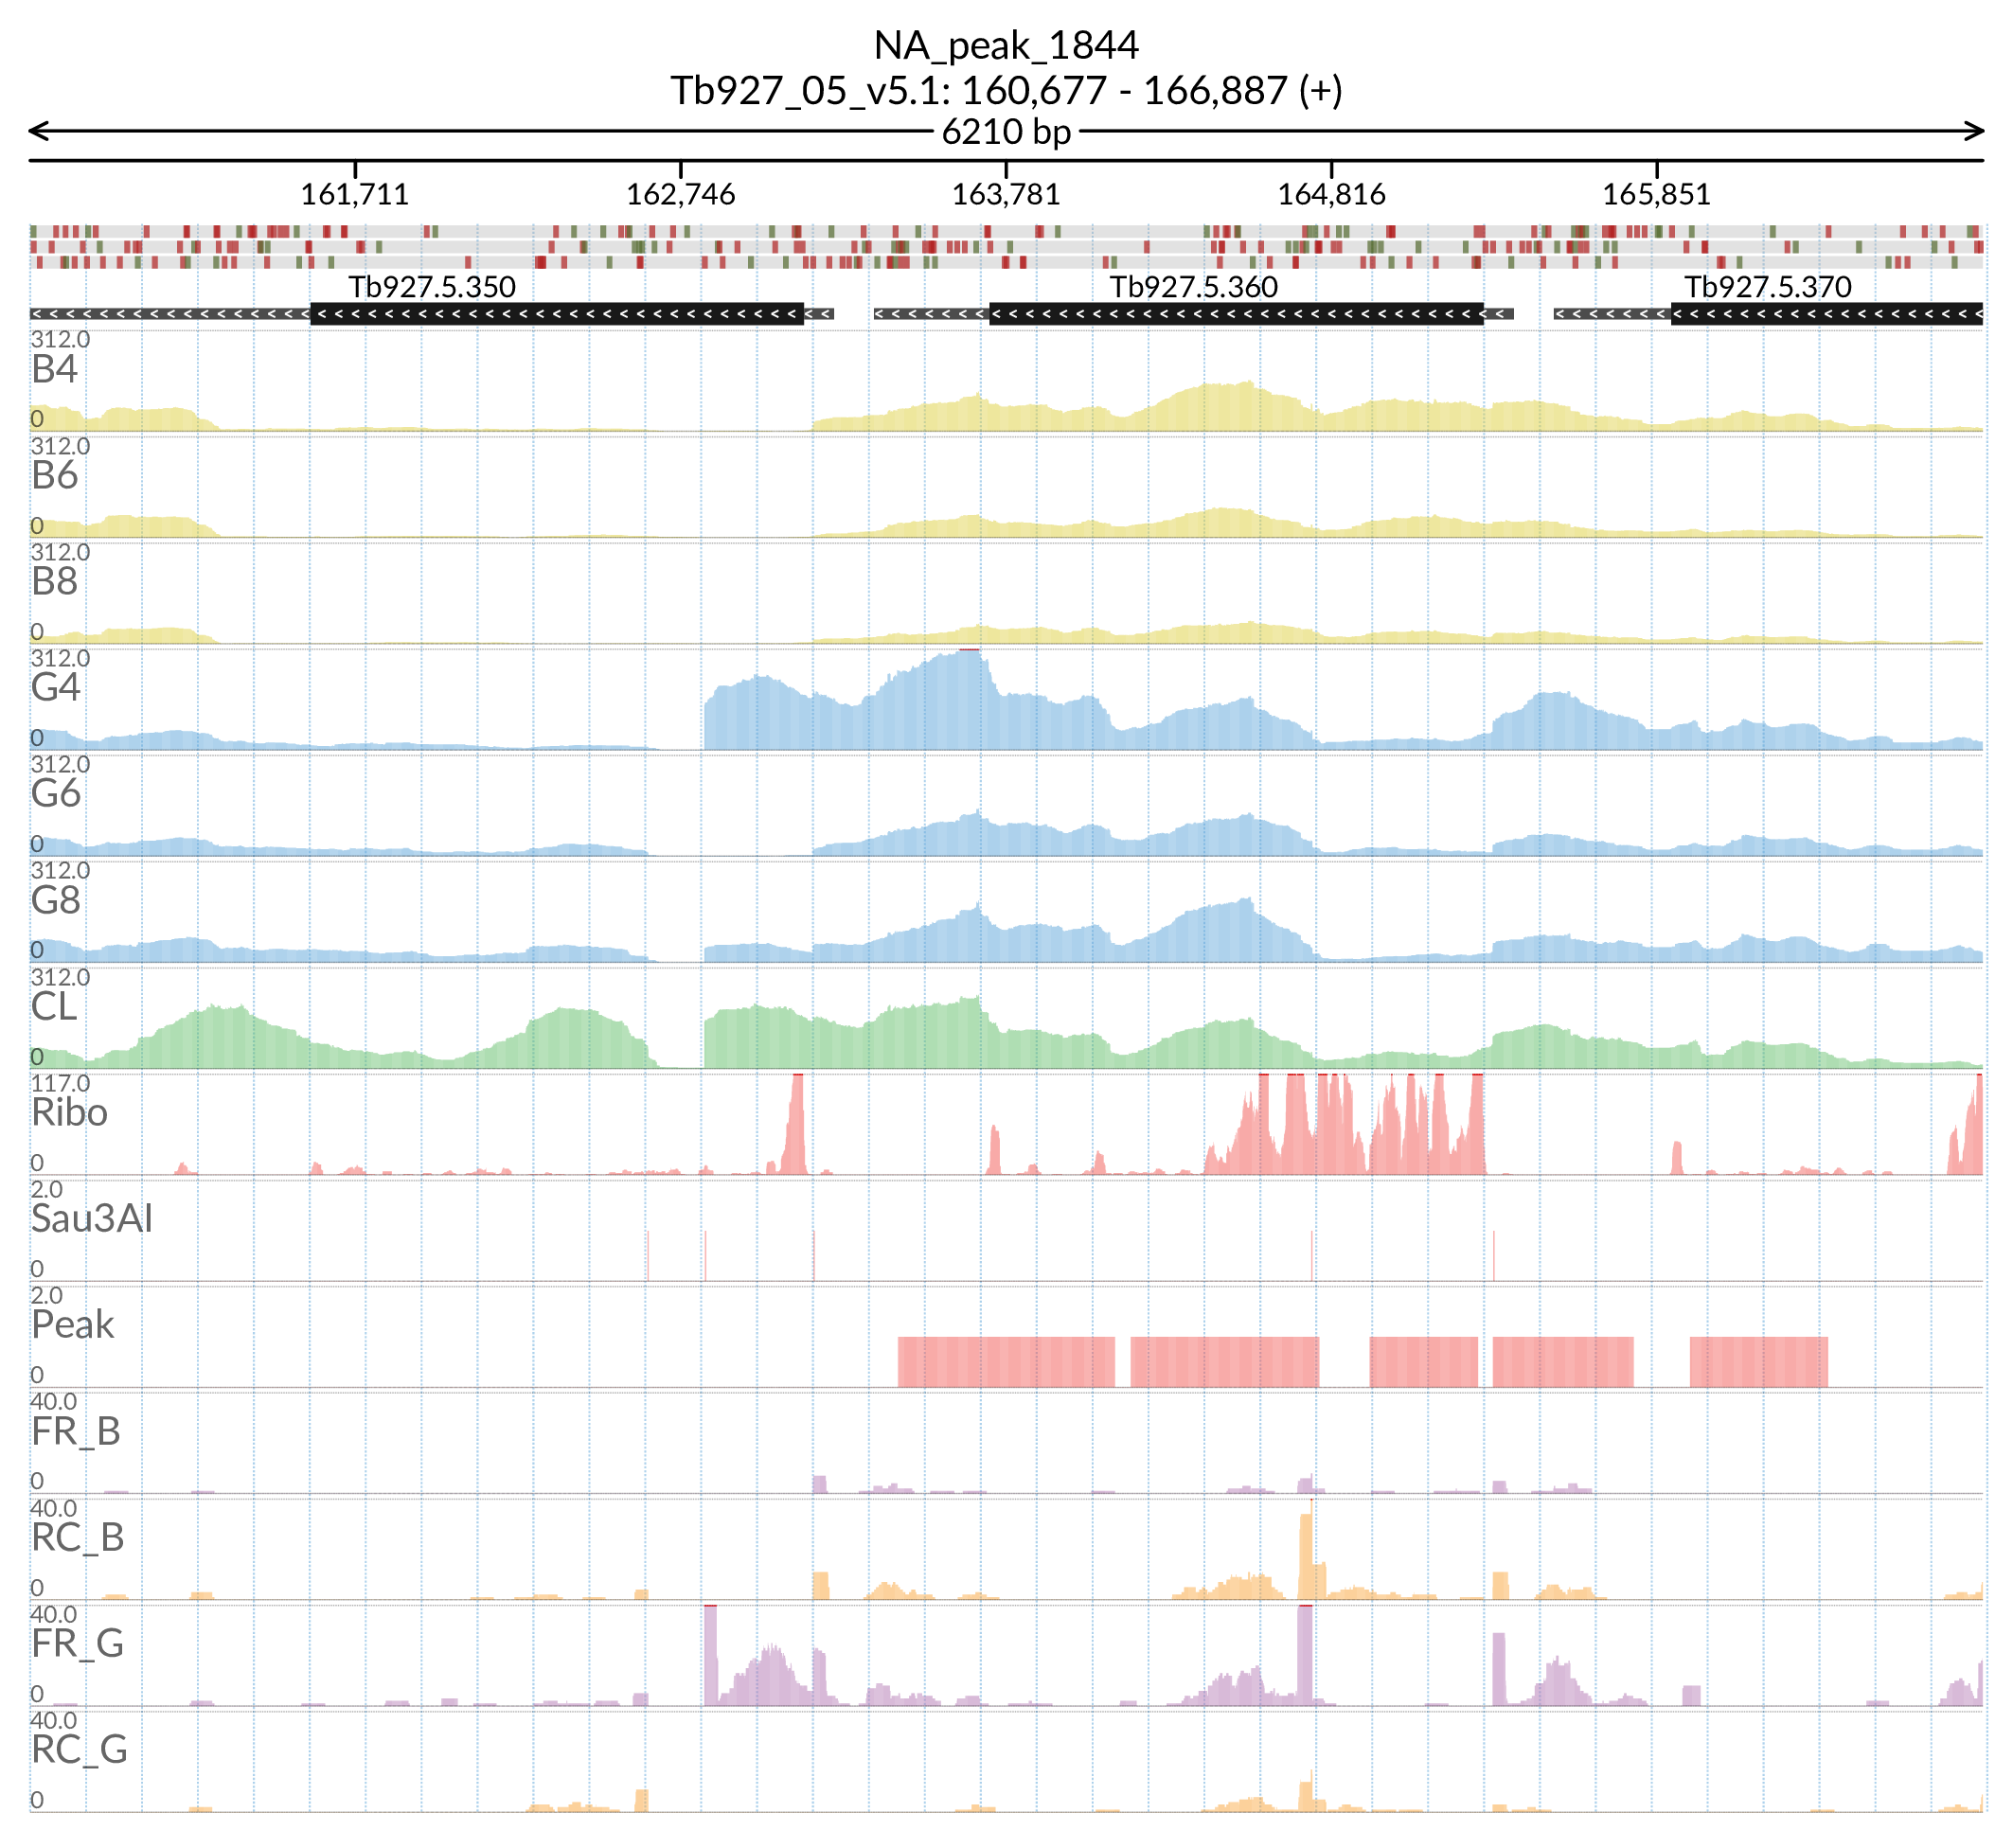 NA_peak_1844
Tb927_05_v5.1: 160,677 - 166,887 (+)
6210 bp
161,711 162,746 163,781 164,816 165,851
Tb927.5.350 Tb927.5.360 Tb927.5.370
312.0
B4
0
312.0
B6
0
312.0
B8
0
312.0
G4
0
312.0
G6
0
312.0
G8
0
312.0
CL
0
117.0
Ribo
0
2.0
Sau3AI
0
2.0
Peak
0
40.0
FR_B
0
40.0
RC_B
0
40.0
FR_G
0
40.0
RC_G
0